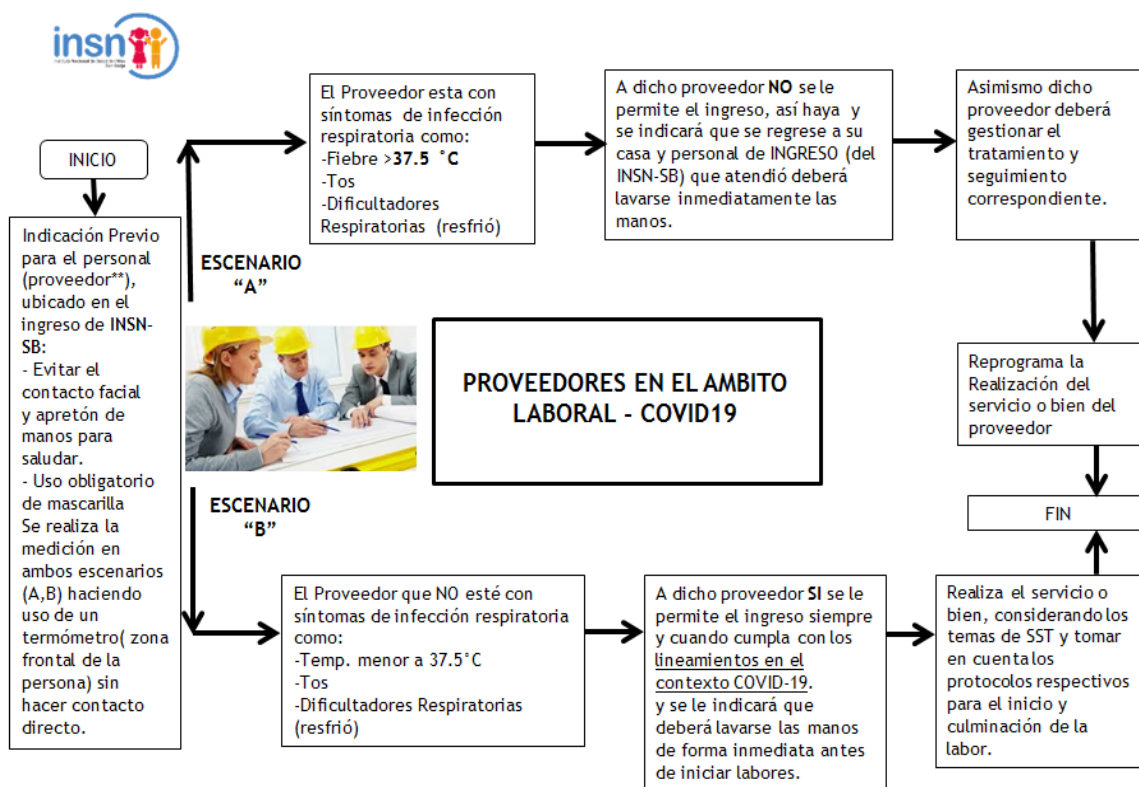 insn
INICIO
Indicación Previo
para el personal
(proveedor**),
ubicado en el
ingreso de INSN-
SB:
- Evitar el
contacto facial
y apretón de
manos para
saludar.
- Uso obligatorio
de mascarilla
Se realiza la
medición en
ambos escenarios
(A,B) haciendo
uso de un
termómetro( zona
frontal de la
persona) sin
hacer contacto
directo.
ESCENARIO
“A”
El Proveedor esta con
síntomas de infección
respiratoria como:
-Fiebre >37.5 °C
-Tos
-Dificultadores
Respiratorias (resfrió)
A dicho proveedor NO se le
permite el ingreso, así haya y
se indicará que se regrese a su
casa y personal de INGRESO (del
INSN-SB) que atendió deberá
lavarse inmediatamente las
manos.
Asimismo dicho
proveedor deberá
gestionar el
tratamiento y
seguimiento
correspondiente.
Reprograma la
Realización del
servicio o bien del
proveedor
FIN
PROVEEDORES EN EL AMBITO
LABORAL - COVID19
ESCENARIO
“B”
El Proveedor que NO esté con
síntomas de infección respiratoria
como:
-Temp. menor a 37.5°C
-Tos
-Dificultadores Respiratorias
(resfrió)
A dicho proveedor SI se le
permite el ingreso siempre
y cuando cumpla con los
lineamientos en el
contexto COVID-19.
y se le indicará que
deberá lavarse las manos
de forma inmediata antes
de iniciar labores.
Realiza el servicio o
bien, considerando los
temas de SST y tomar
en cuenta los
protocolos respectivos
para el inicio y
culminación de la
labor.